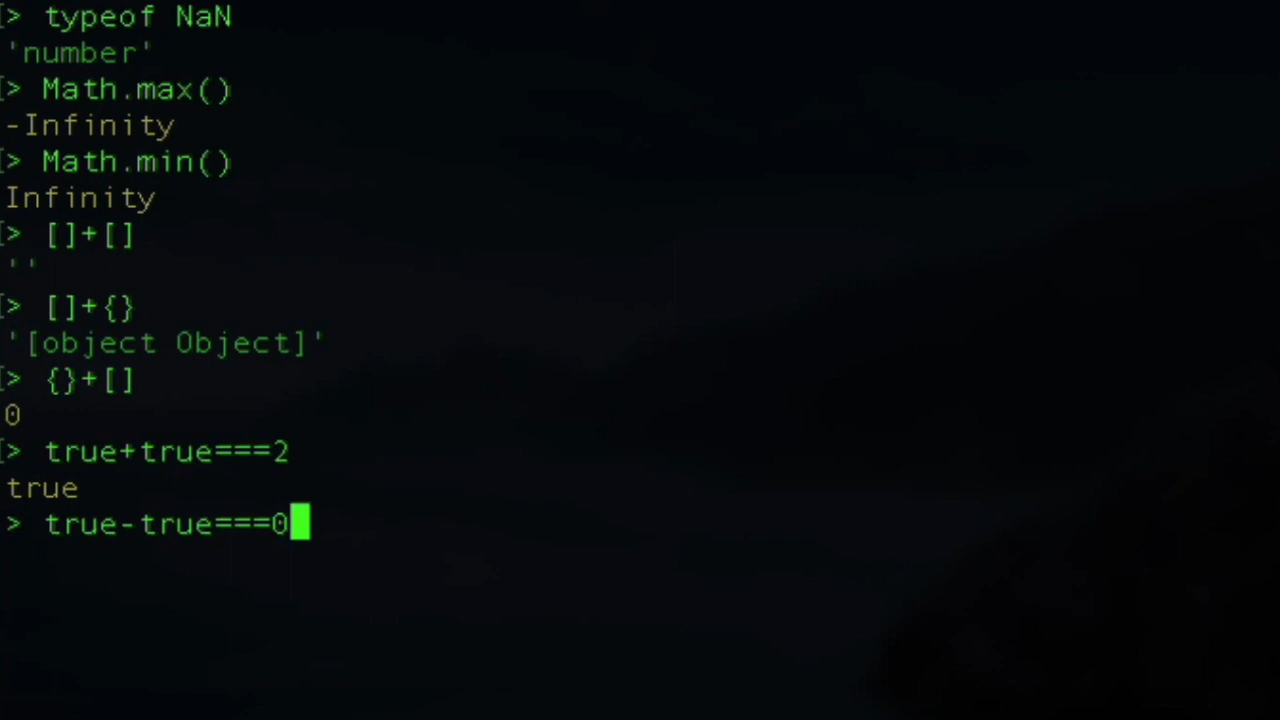 [> typeof NaN
'number'
[> Math.max()
-Infinity
[> Math.min()
Infinity
[> []+[]
''
[> []+{}
'[object Object]'
[> {}+[]
0
[> true+true===2
true
> true-true===0